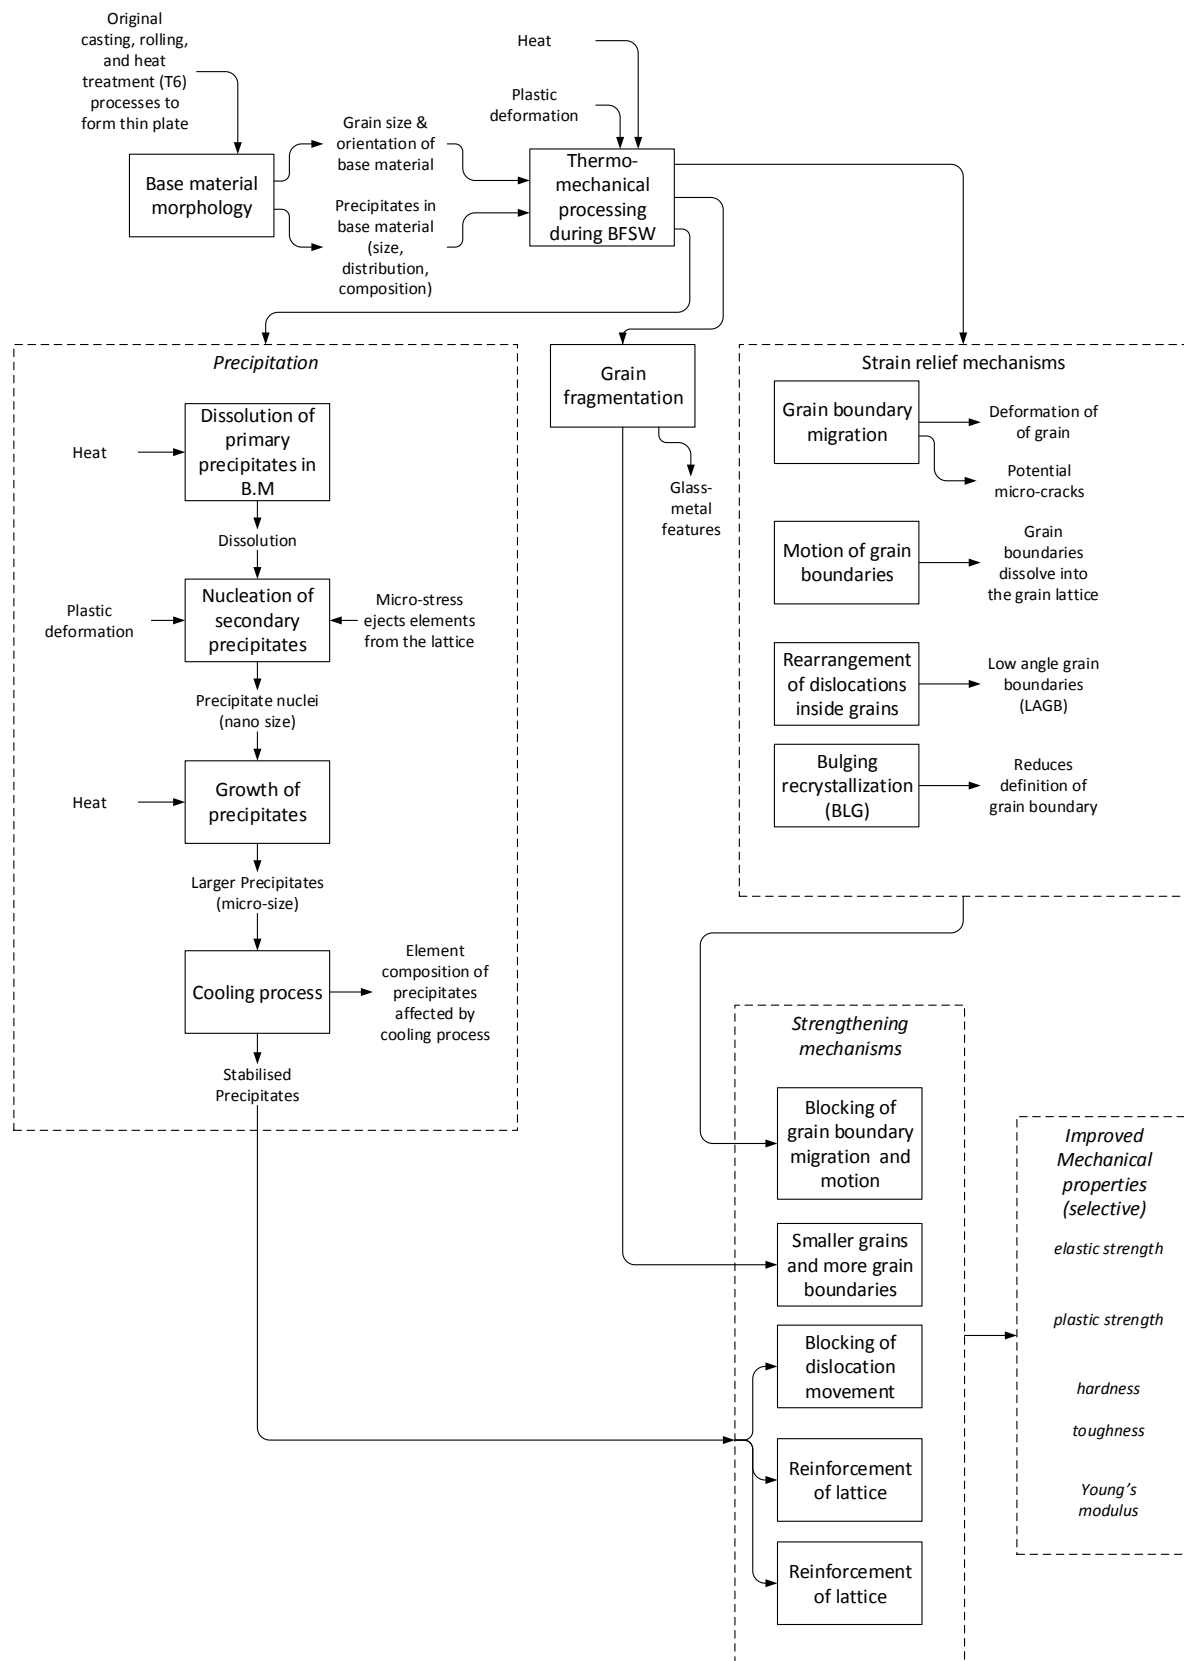 Original
casting, rolling,
and heat
treatment (T6)
processes to
form thin plate
Heat
Plastic
deformation
Base material
morphology
Grain size &
orientation of
base material
Precipitates in
base material
(size,
distribution,
composition)
Thermo-
mechanical
processing
during BFSW
Precipitation
Dissolution of
primary
precipitates in
B.M
Heat
Dissolution
Nucleation of
secondary
precipitates
Plastic
deformation
Micro-stress
ejects elements
from the lattice
Precipitate nuclei
(nano size)
Growth of
precipitates
Heat
Larger Precipitates
(micro-size)
Cooling process
Element
composition of
precipitates
affected by
cooling process
Stabilised
Precipitates
Grain
fragmentation
Glass-
metal
features
Strain relief mechanisms
Grain boundary
migration
Deformation of
of grain
Potential
micro-cracks
Motion of grain
boundaries
Grain
boundaries
dissolve into
the grain lattice
Rearrangement
of dislocations
inside grains
Low angle grain
boundaries
(LAGB)
Bulging
recrystallization
(BLG)
Reduces
definition of
grain boundary
Strengthening
mechanisms
Blocking of
grain boundary
migration and
motion
Smaller grains
and more grain
boundaries
Blocking of
dislocation
movement
Reinforcement
of lattice
Reinforcement
of lattice
Improved
Mechanical
properties
(selective)
elastic strength
plastic strength
hardness
toughness
Young's
modulus